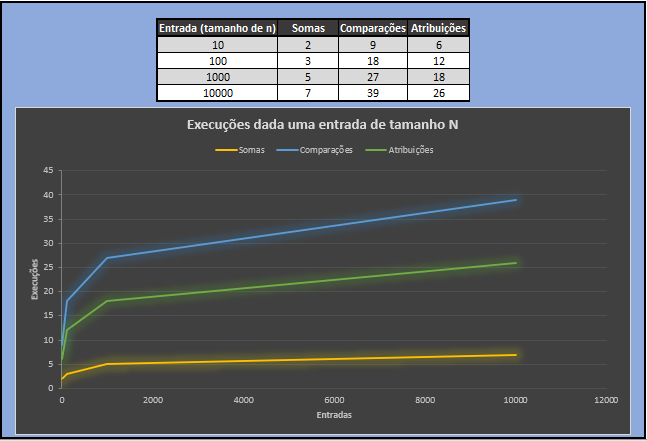 Entrada (tamanho de n) Somas Comparações Atribuições
10 2 9 6
100 3 18 12
1000 5 27 18
10000 7 39 26
Execuções dada uma entrada de tamanho N
Somas Comparações Atribuições
45
40
35
30
25
20
15
10
5
0
Execuções
0 2000 4000 6000 8000 10000 12000
Entradas